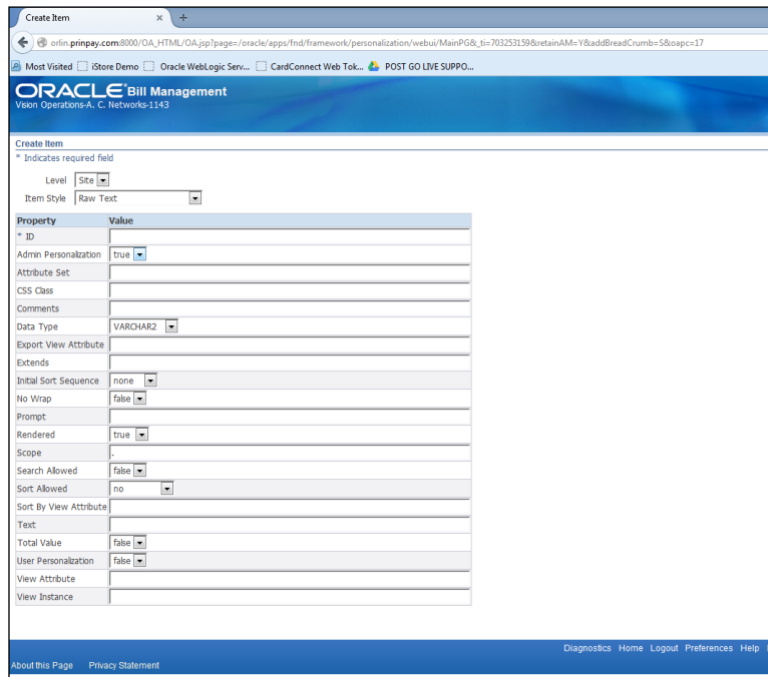 Create Item × +
orlin.prinpay.com:8000/OA_HTML/OA.jsp?page=/oracle/apps/fnd/framework/personalization/webui/MainPG&_ti=703253159&retainAM=Y&addBreadCrumb=S&oapc=17
Most Visited iStore Demo Oracle WebLogic Serv... CardConnect Web Tok... POST GO LIVE SUPPO...
ORACLE® Bill Management
Vision Operations-A. C. Networks-1143
Create Item
* Indicates required field
Level Site
Item Style Raw Text
Property Value
* ID
Admin Personalization true
Attribute Set
CSS Class
Comments
Data Type VARCHAR2
Export View Attribute
Extends
Initial Sort Sequence none
No Wrap false
Prompt
Rendered true
Scope .
Search Allowed false
Sort Allowed no
Sort By View Attribute
Text
Total Value false
User Personalization false
View Attribute
View Instance
Diagnostics Home Logout Preferences Help
About this Page Privacy Statement